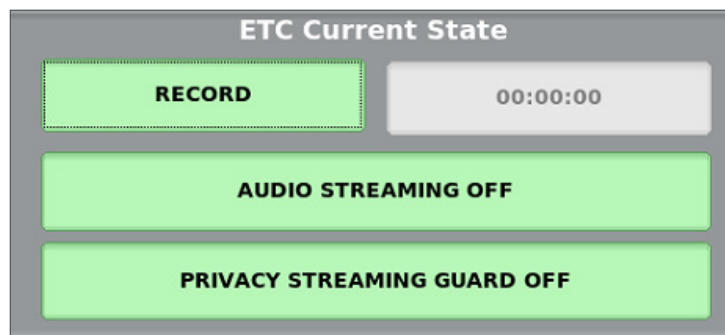 ETC Current State
RECORD 00:00:00
AUDIO STREAMING OFF
PRIVACY STREAMING GUARD OFF